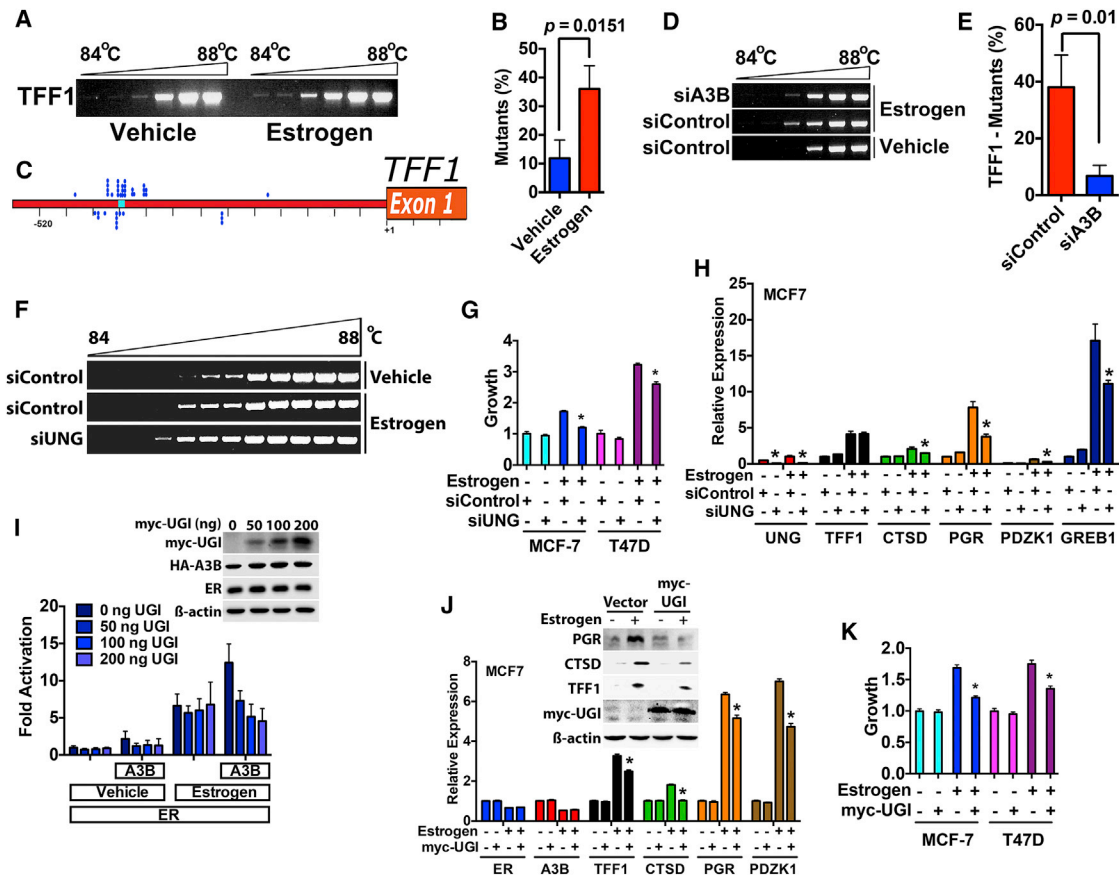 A
84°C 88°C 84°C 88°C
TFF1
Vehicle Estrogen
B
p = 0.0151
Mutants (%)
60
50
40
30
20
10
0
Vehicle
Estrogen
C
TFF1
Exon 1
-520
+1
D
84°C 88°C
siA3B
siControl
siControl
Estrogen
Vehicle
E
p = 0.01
TFF1 - Mutants (%)
60
40
20
0
siControl
siA3B
F
84 88 °C
siControl
siControl
siUNG
Vehicle
Estrogen
G
Growth
4
3
2
1
0
* *
Estrogen - - + + - - + +
siControl + - + - + - + -
siUNG - + - + - + - +
MCF-7 T47D
H
MCF7
Relative Expression
25
20
15
10
5
0
* * * * * *
Estrogen - - + + - - + + - - + + - - + + - - + + - - + +
siControl + - + - + - + - + - + - + - + - + - + - + - + -
siUNG - + - + - + - + - + - + - + - + - + - + - + - +
UNG TFF1 CTSD PGR PDZK1 GREB1
I
myc-UGI (ng) 0 50 100 200
myc-UGI
HA-A3B
ER
ß-actin
Fold Activation
20
15
10
5
0
0 ng UGI
50 ng UGI
100 ng UGI
200 ng UGI
A3B A3B
Vehicle Estrogen
ER
J
Vector myc-UGI
Estrogen - + - +
PGR
CTSD
TFF1
myc-UGI
ß-actin
MCF7
Relative Expression
8
6
4
2
0
* * * *
Estrogen - - + + - - + + - - + + - - + + - - + + - - + +
myc-UGI - + - + - + - + - + - + - + - + - + - + - + - +
ER A3B TFF1 CTSD PGR PDZK1
K
Growth
2.0
1.5
1.0
0.5
0.0
* *
Estrogen - - + + - - + +
myc-UGI - + - + - + - +
MCF-7 T47D